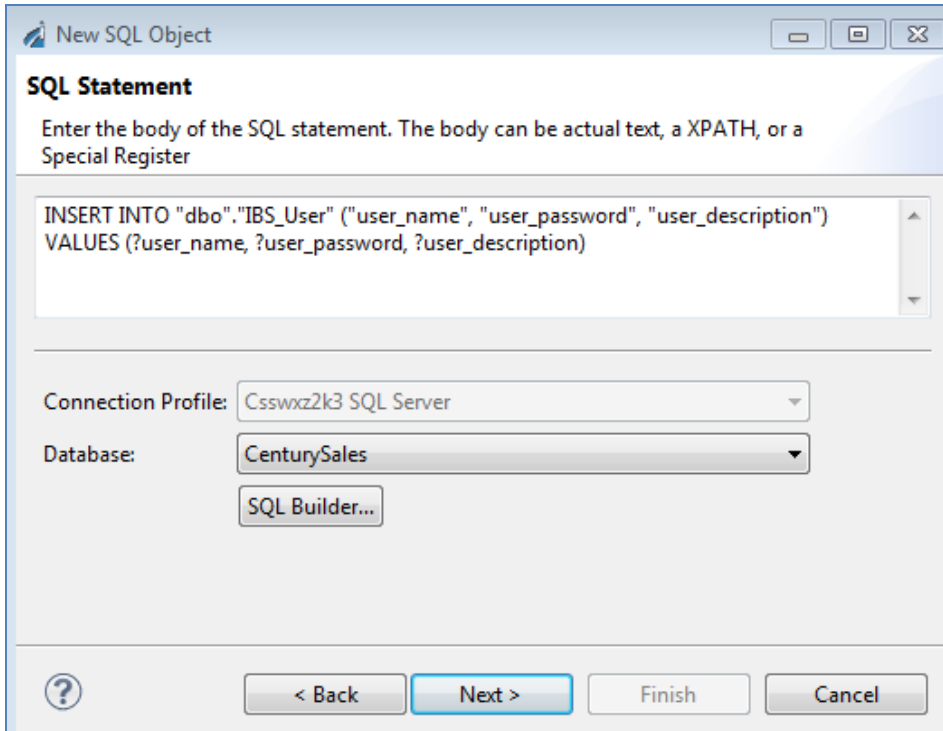 New SQL Object
SQL Statement
Enter the body of the SQL statement. The body can be actual text, a XPATH, or a
Special Register
INSERT INTO "dbo"."IBS_User" ("user_name", "user_password", "user_description")
VALUES (?user_name, ?user_password, ?user_description)
Connection Profile: Csswxz2k3 SQL Server
Database: CenturySales
SQL Builder...
? < Back Next > Finish Cancel